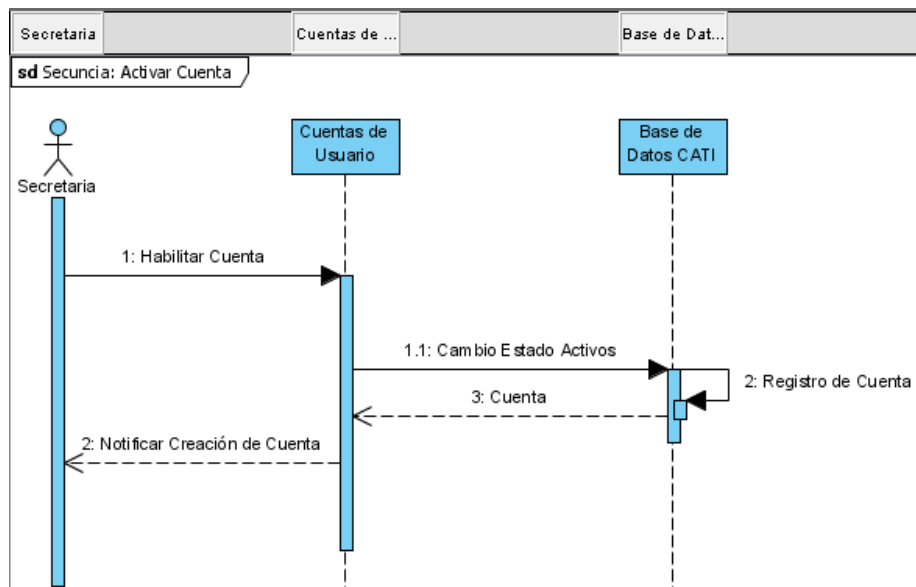 Secretaria
Cuentas de ...
Base de Dat...
sd Secuncia: Activar Cuenta
Secretaria
Cuentas de
Usuario
Base de
Datos CATI
1: Habilitar Cuenta
1.1: Cambio Estado Activos
2: Registro de Cuenta
3: Cuenta
2: Notificar Creación de Cuenta